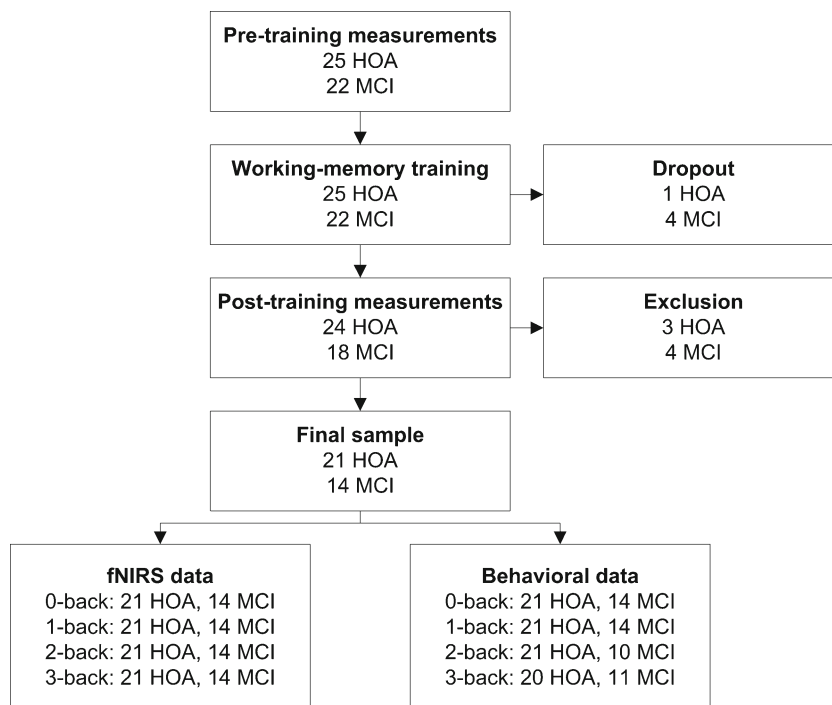 Pre-training measurements
25 HOA
22 MCI
Working-memory training
25 HOA
22 MCI
Dropout
1 HOA
4 MCI
Post-training measurements
24 HOA
18 MCI
Exclusion
3 HOA
4 MCI
Final sample
21 HOA
14 MCI
fNIRS data
0-back: 21 HOA, 14 MCI
1-back: 21 HOA, 14 MCI
2-back: 21 HOA, 14 MCI
3-back: 21 HOA, 14 MCI
Behavioral data
0-back: 21 HOA, 14 MCI
1-back: 21 HOA, 14 MCI
2-back: 21 HOA, 10 MCI
3-back: 20 HOA, 11 MCI